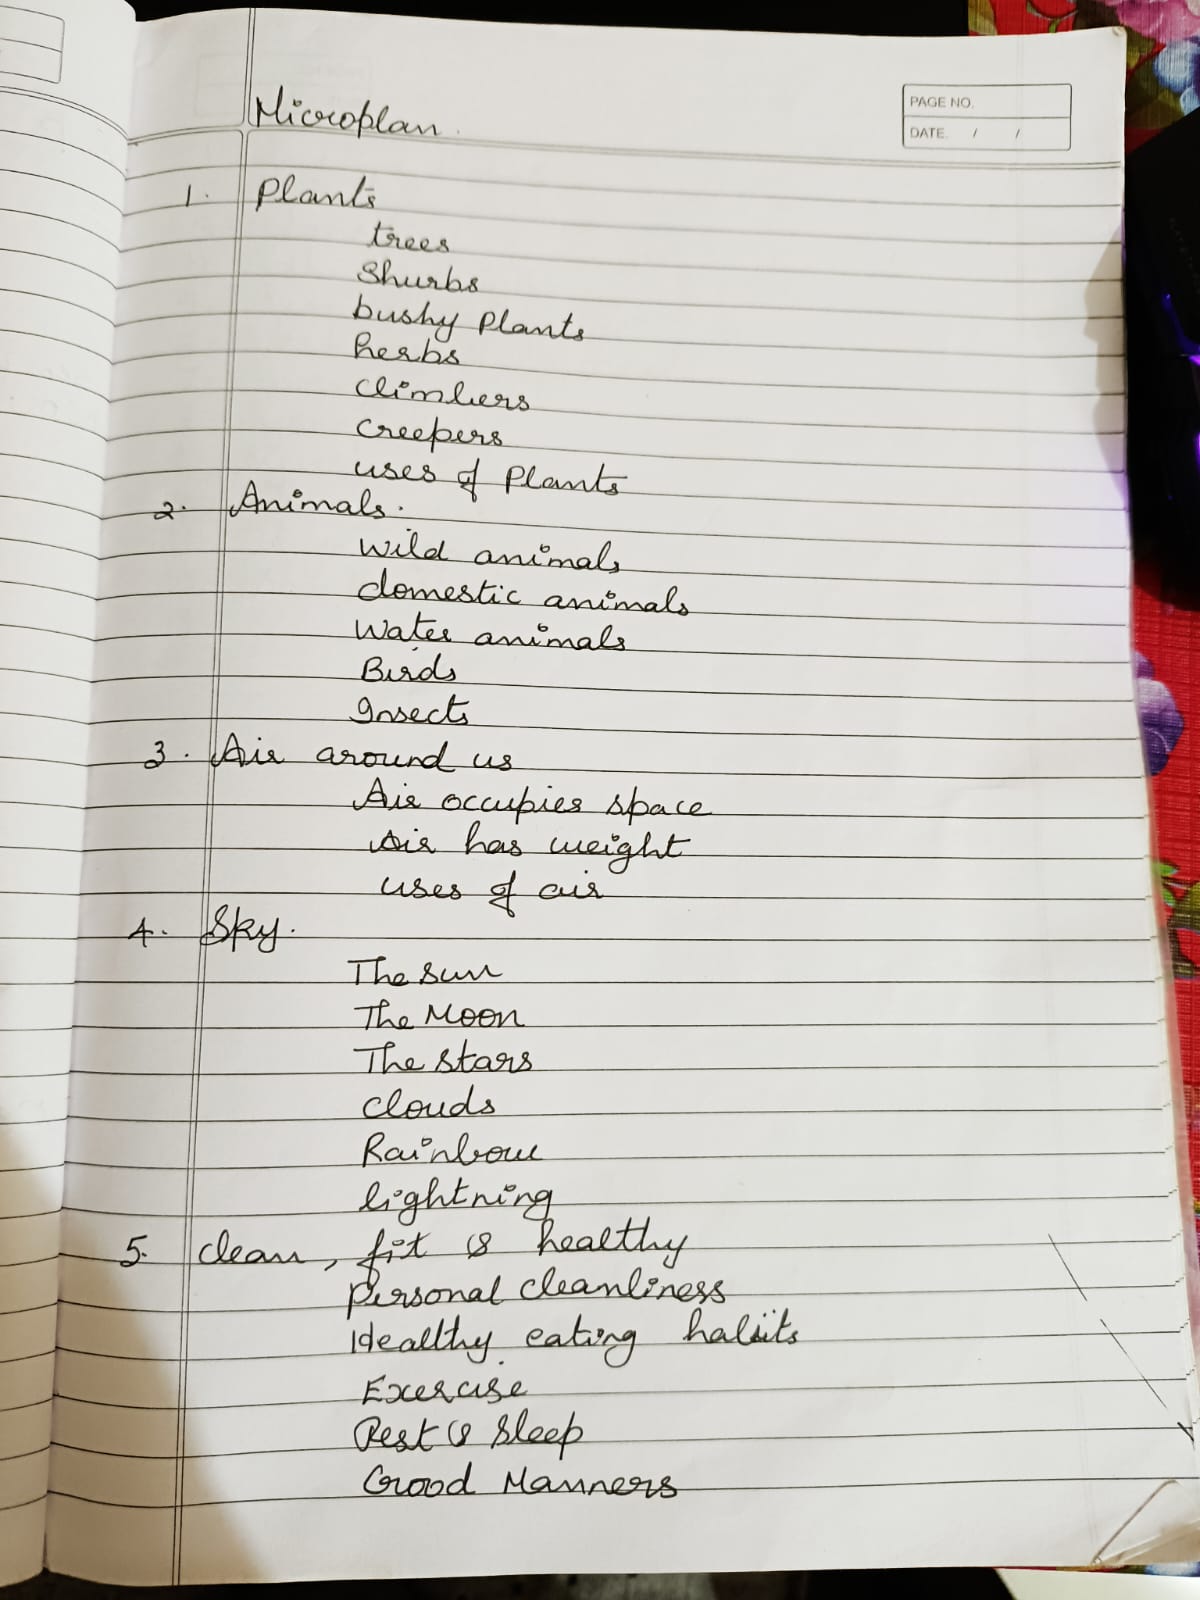 Microplan.
PAGE NO.
DATE. / /
1. Plants
trees
Shurbs
bushy Plants
herbs
climbers
creepers
uses of Plants
2. Animals.
Wild animals
domestic animals
Water animals
Birds
Insects
3. Air around us
Air occupies space
Air has weight
uses of air
4. Sky.
The sun
The Moon
The stars
clouds
Rainbow
lightning
5. clean, fit & healthy
Personal cleanliness
Healthy eating habits
Exercise
Rest & Sleep
Good Manners